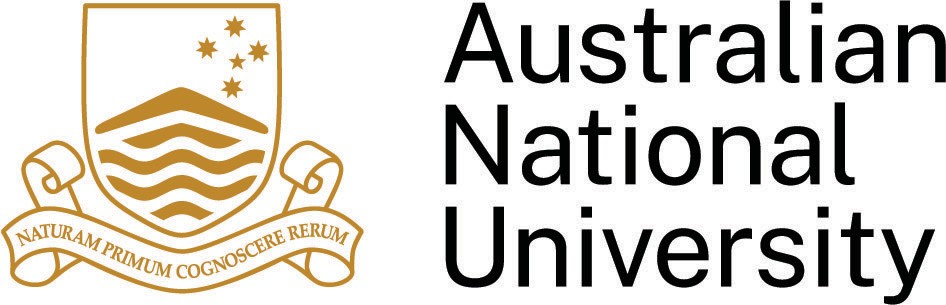 Australian
National
University
NATURAM PRIMUM COGNOSCERE RERUM